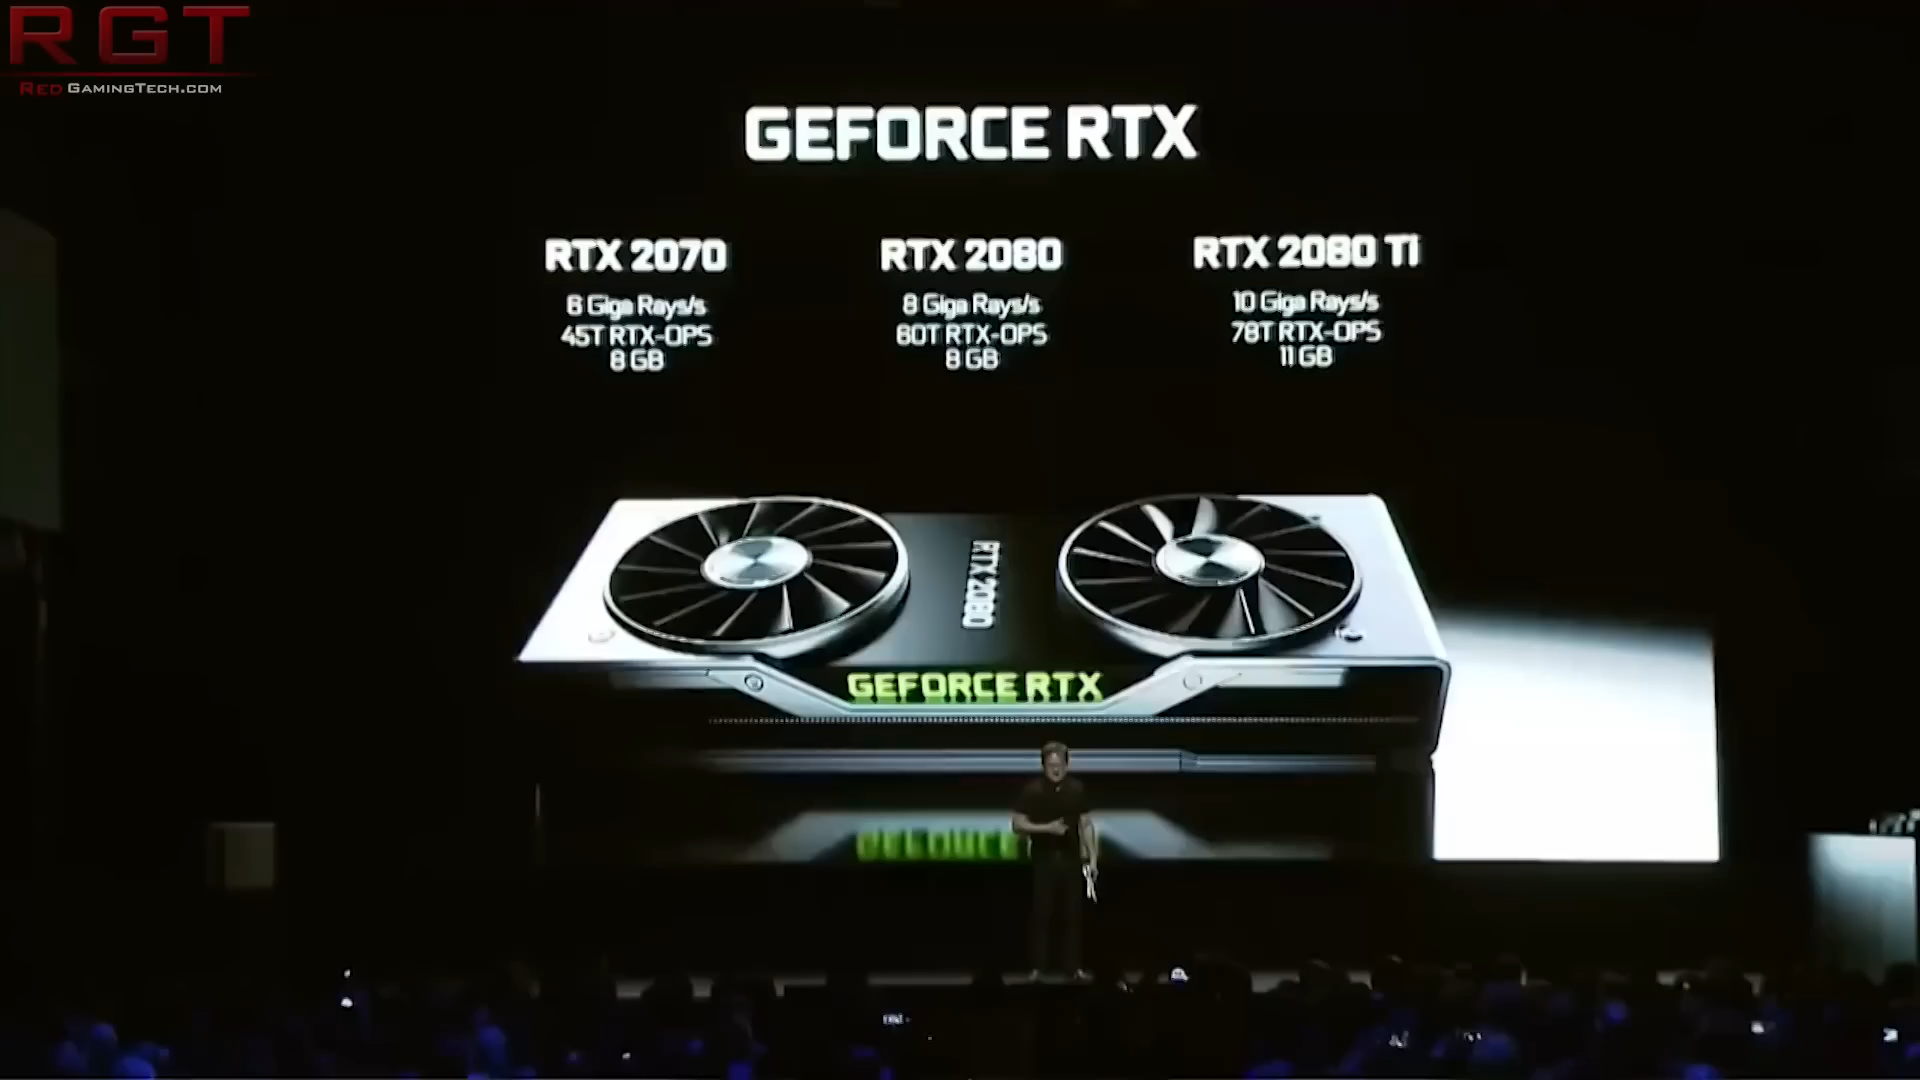 RGT
RED GAMINGTECH.COM
GEFORCE RTX
RTX 2070
6 Giga Rays/s
45T RTX-OPS
8 GB
RTX 2080
8 Giga Rays/s
60T RTX-OPS
8 GB
RTX 2080 Ti
10 Giga Rays/s
78T RTX-OPS
11 GB
RTX 2080
GEFORCE RTX
GEFORCE